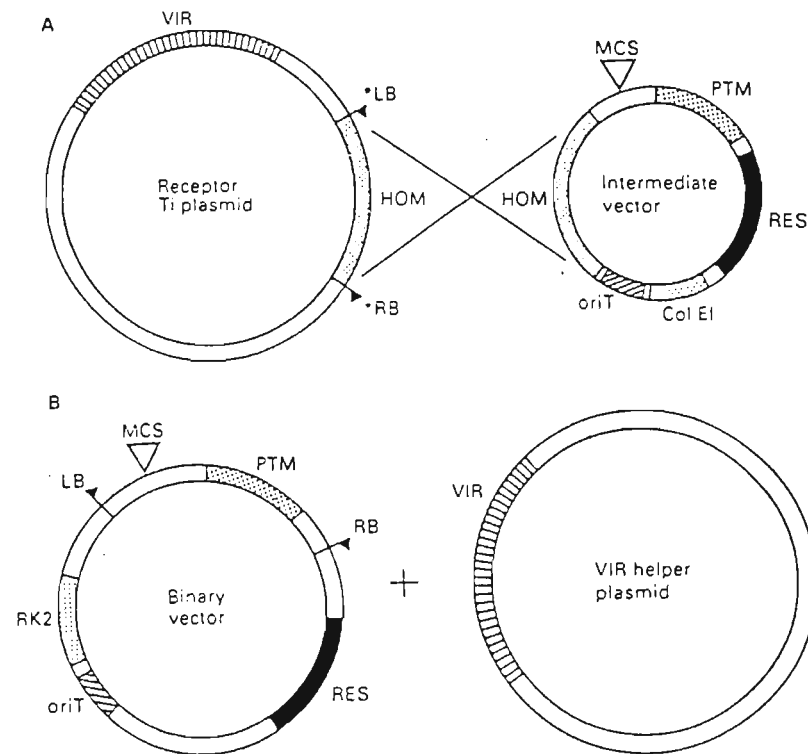 A
VIR
*LB
HOM
*RB
Receptor
Ti plasmid
MCS
PTM
HOM
Intermediate
vector
RES
oriT
Col EI
B
MCS
LB
PTM
RB
RK2
Binary
vector
oriT
RES
+
VIR
VIR helper
plasmid